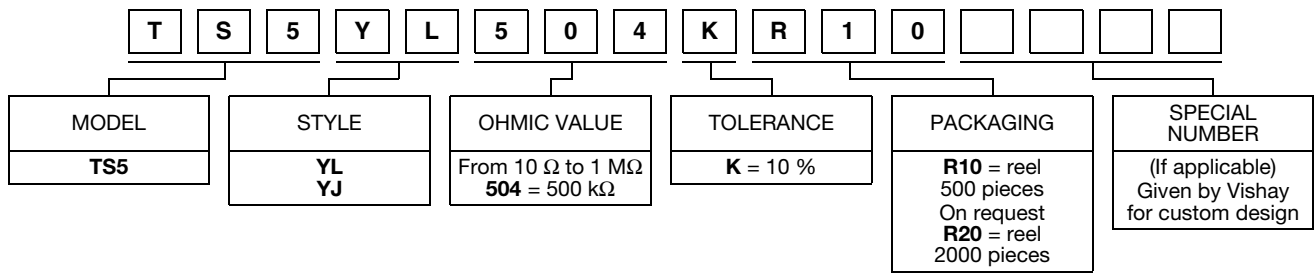 T S 5 Y L 5 0 4 K R 1 0
MODEL
TS5
STYLE
YL
YJ
OHMIC VALUE
From 10 Ω to 1 MΩ
504 = 500 kΩ
TOLERANCE
K = 10 %
PACKAGING
R10 = reel
500 pieces
On request
R20 = reel
2000 pieces
SPECIAL
NUMBER
(If applicable)
Given by Vishay
for custom design